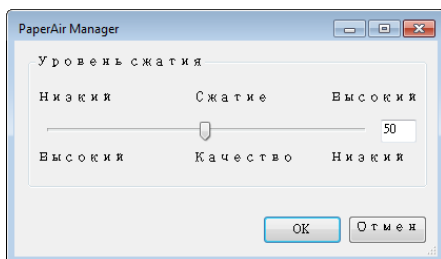 PaperAir Manager
Уровень сжатия
Низкий Сжатие Высокий
50
Высокий Качество Низкий
OK Отмен